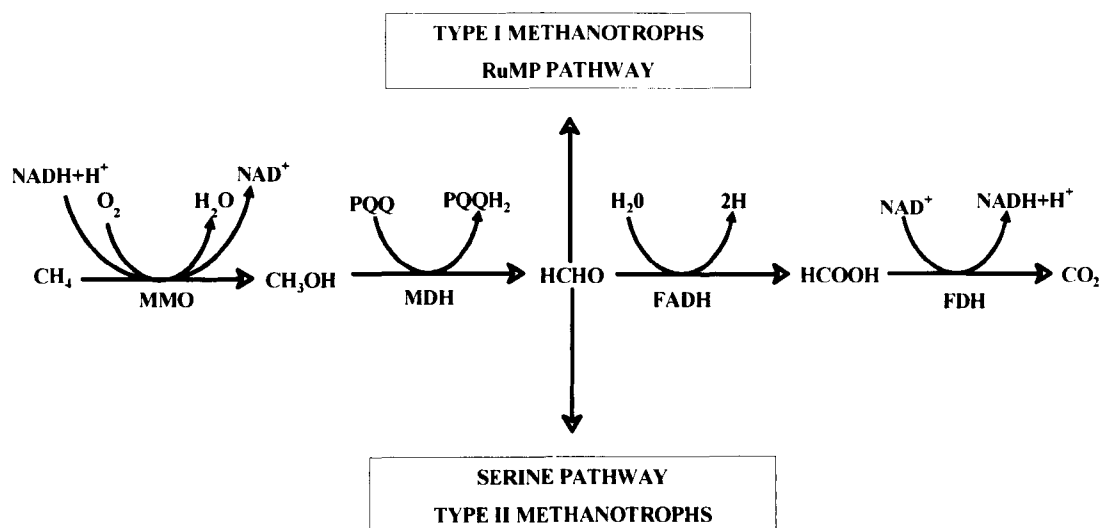 TYPE I METHANOTROPHS
RuMP PATHWAY
NADH+H⁺ O₂ H₂O NAD⁺ PQQ PQQH₂ H₂0 2H NAD⁺ NADH+H⁺
CH₄ CH₃OH HCHO HCOOH CO₂
MMO MDH FADH FDH
SERINE PATHWAY
TYPE II METHANOTROPHS